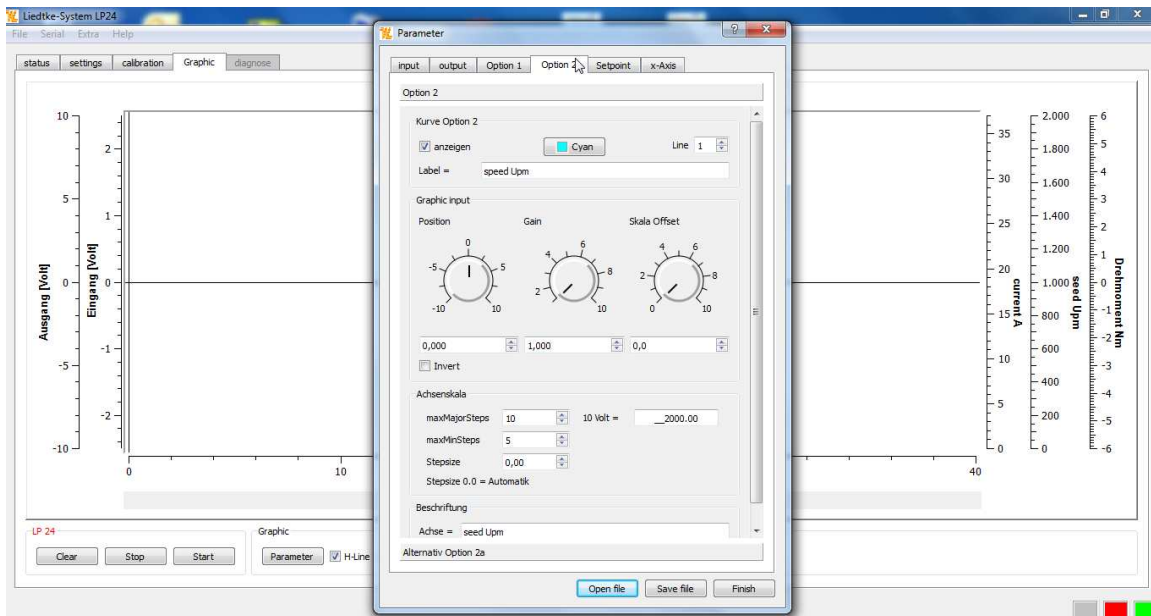 Liedtke-System LP24
File Serial Extra Help
status settings calibration Graphic diagnose
10
5
0
-5
-10
Ausgang [Volt]
2
1
0
-1
-2
Eingang [Volt]
0 10 40
35
30
25
20
15
10
5
0
current A
2.000
1.800
1.600
1.400
1.200
1.000
800
600
400
200
0
seed Upm
6
5
4
3
2
1
0
-1
-2
-3
-4
-5
-6
Drehmoment Nm
LP 24
Clear Stop Start
Graphic
Parameter H-Line
Parameter
input output Option 1 Option 2 Setpoint x-Axis
Option 2
Kurve Option 2
anzeigen Cyan Line 1
Label = speed Upm
Graphic input
Position Gain Skala Offset
-10 -5 0 5 10
2 4 6 8 10
0 2 4 6 8 10
0,000 1,000 0,0
Invert
Achsenskala
maxMajorSteps 10 10 Volt = __2000.00
maxMinSteps 5
Stepsize 0,00
Stepsize 0.0 = Automatik
Beschriftung
Achse = seed Upm
Alternativ Option 2a
Open file Save file Finish